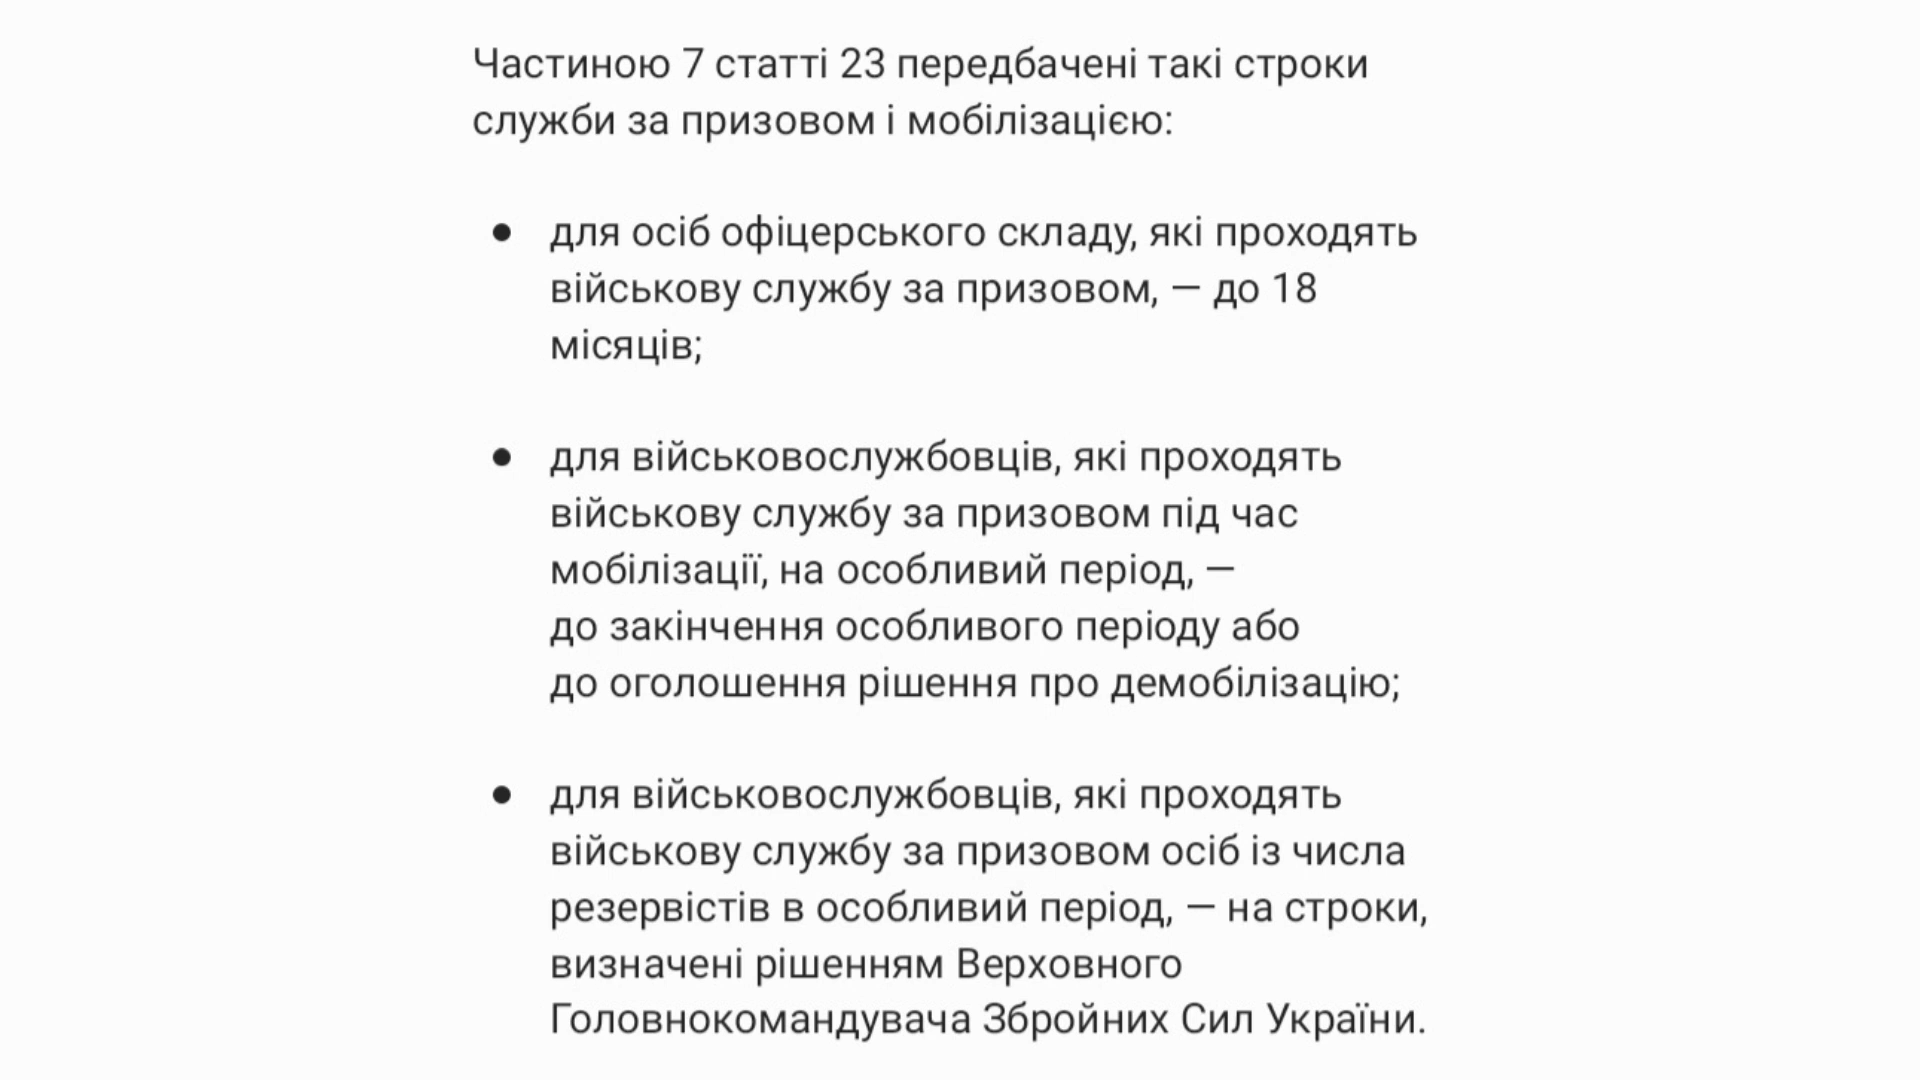 Частиною 7 статті 23 передбачені такі строки
служби за призовом і мобілізацією:
● для осіб офіцерського складу, які проходять
військову службу за призовом, — до 18
місяців;
● для військовослужбовців, які проходять
військову службу за призовом під час
мобілізації, на особливий період, —
до закінчення особливого періоду або
до оголошення рішення про демобілізацію;
● для військовослужбовців, які проходять
військову службу за призовом осіб із числа
резервістів в особливий період, — на строки,
визначені рішенням Верховного
Головнокомандувача Збройних Сил України.